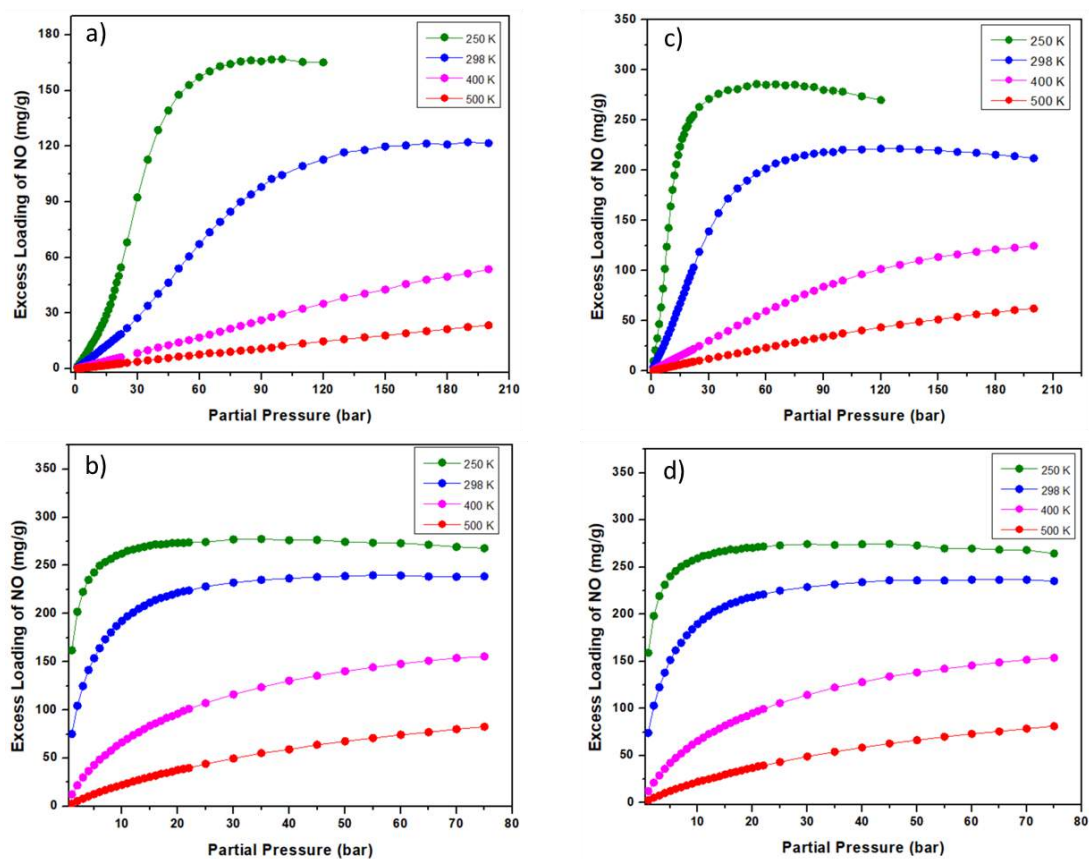 a)
250 K
298 K
400 K
500 K
Excess Loading of NO (mg/g)
180
150
120
90
60
30
0
0 30 60 90 120 150 180 210
Partial Pressure (bar)
c)
250 K
298 K
400 K
500 K
Excess Loading of NO (mg/g)
350
300
250
200
150
100
50
0
0 30 60 90 120 150 180 210
Partial Pressure (bar)
b)
250 K
298 K
400 K
500 K
Excess Loading of NO (mg/g)
350
300
250
200
150
100
50
0
10 20 30 40 50 60 70 80
Partial Pressure (bar)
d)
250 K
298 K
400 K
500 K
Excess Loading of NO (mg/g)
350
300
250
200
150
100
50
0
10 20 30 40 50 60 70 80
Partial Pressure (bar)